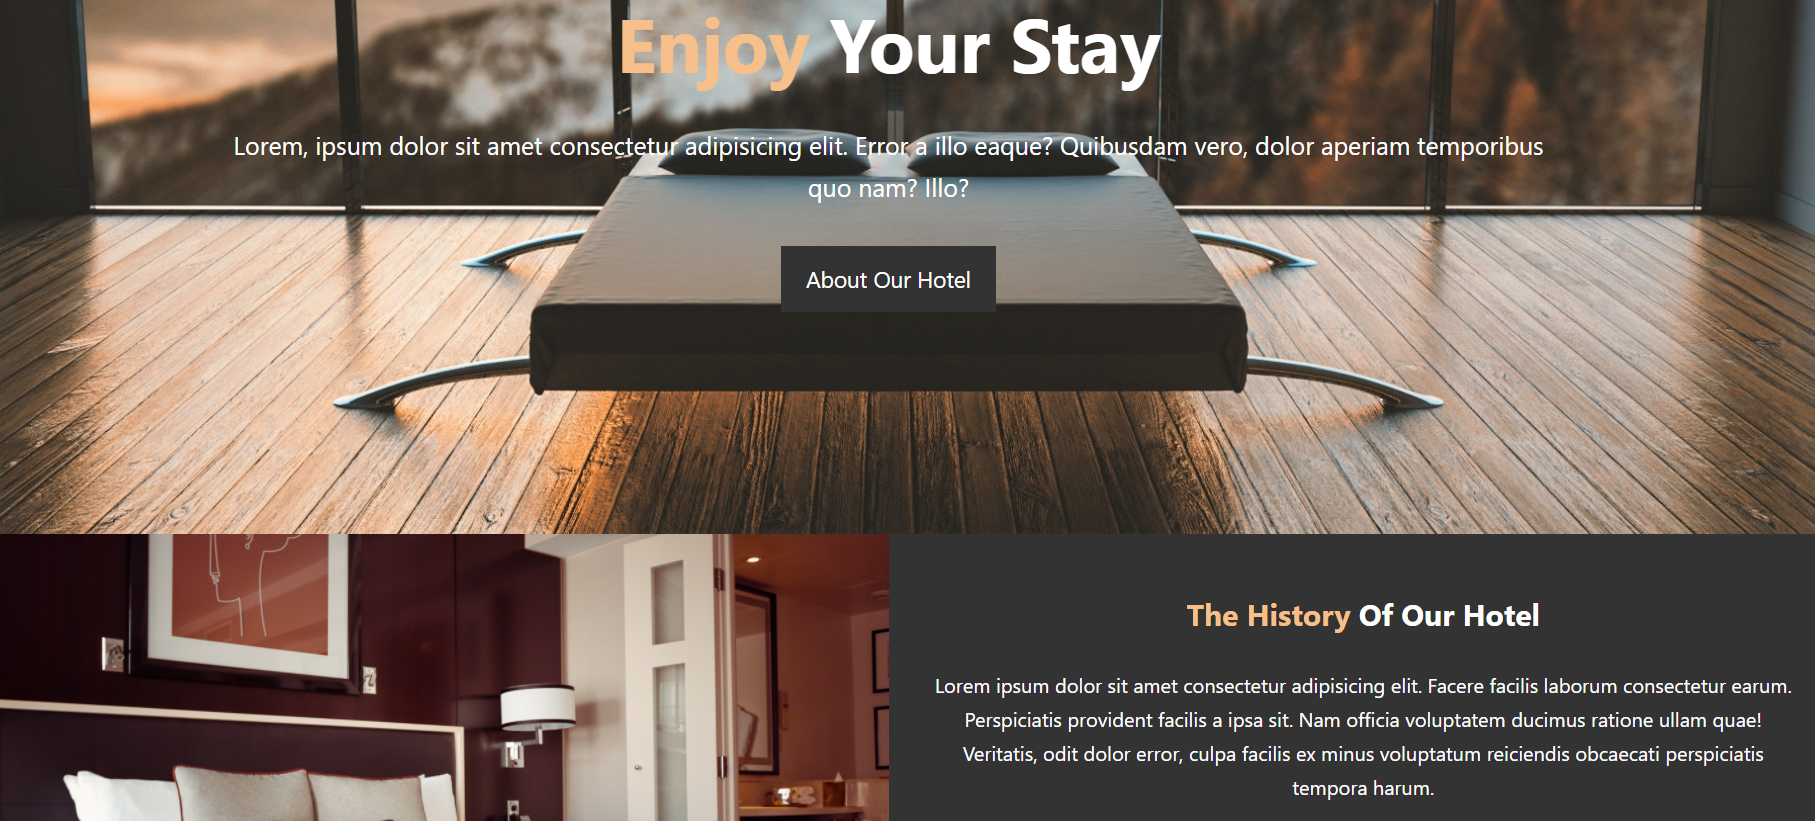 Enjoy Your Stay
Lorem, ipsum dolor sit amet consectetur adipisicing elit. Error a illo eaque? Quibusdam vero, dolor aperiam temporibus
quo nam? Illo?
About Our Hotel
The History Of Our Hotel
Lorem ipsum dolor sit amet consectetur adipisicing elit. Facere facilis laborum consectetur earum.
Perspiciatis provident facilis a ipsa sit. Nam officia voluptatem ducimus ratione ullam quae!
Veritatis, odit dolor error, culpa facilis ex minus voluptatum reiciendis obcaecati perspiciatis
tempora harum.